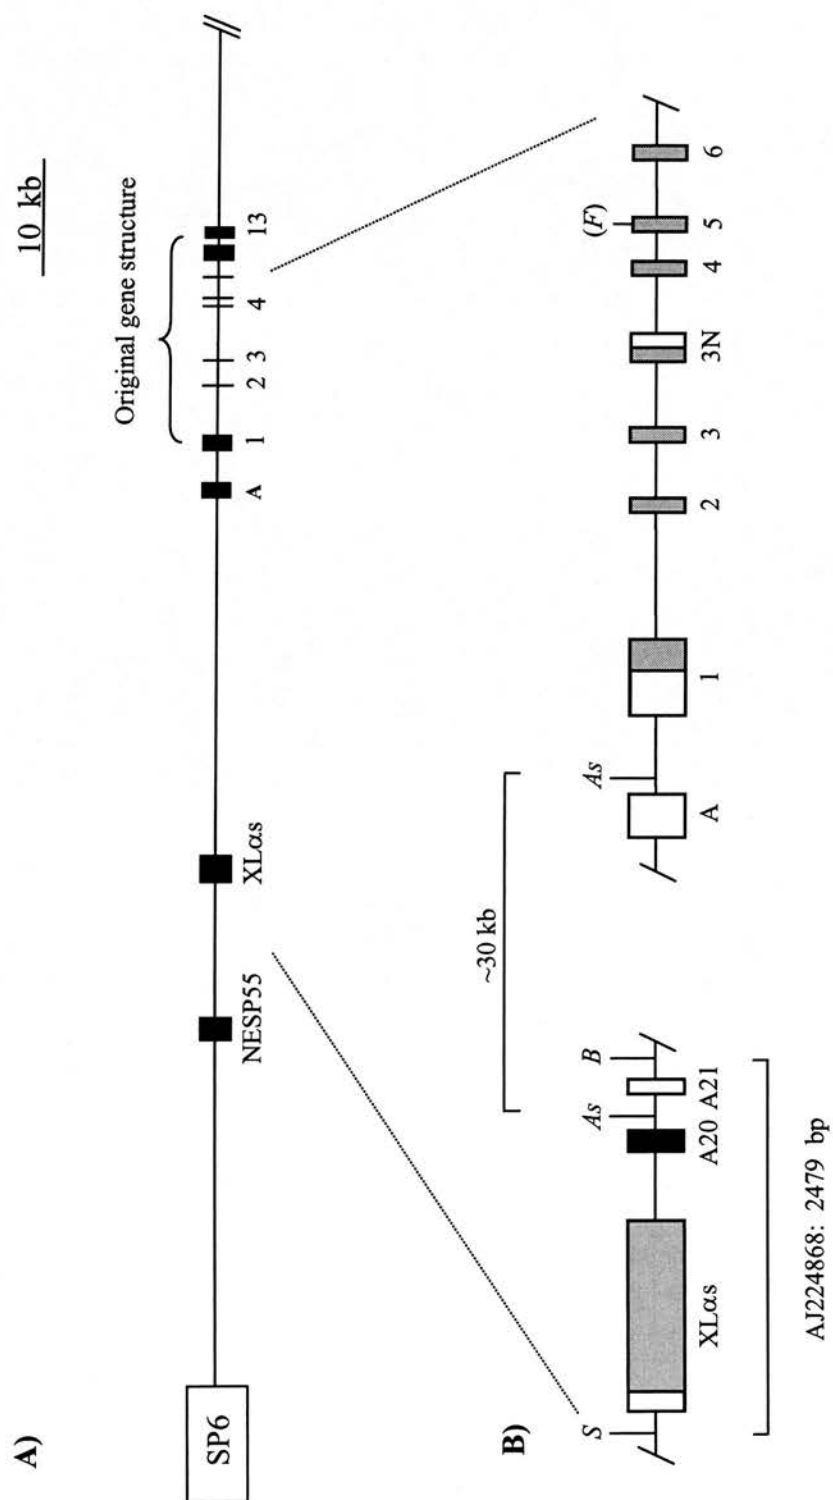 A)
10 kb
Original gene structure
SP6
NESP55 XLαs A 1 2 3 4 13
B)
~30 kb
S As B As (F)
XLαs A20 A21 A 1 2 3 3N 4 5 6
AJ224868: 2479 bp